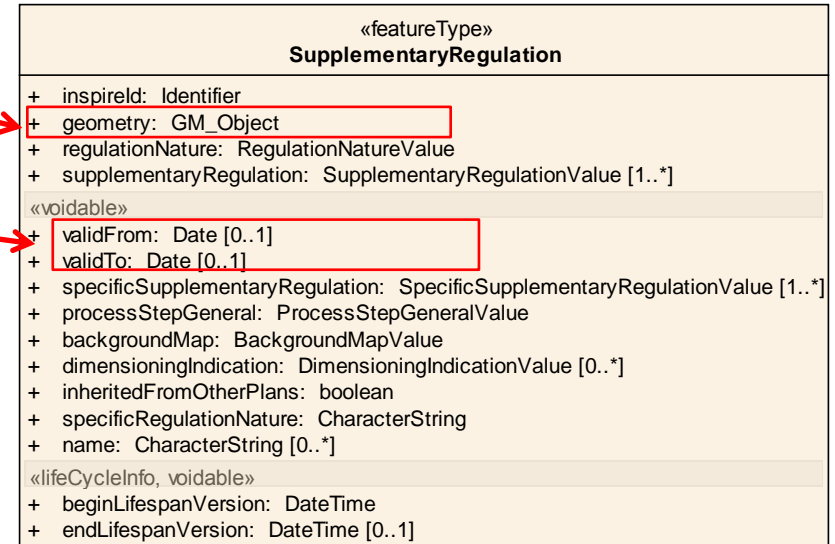 «featureType»
SupplementaryRegulation
+ inspireId: Identifier
+ geometry: GM_Object
+ regulationNature: RegulationNatureValue
+ supplementaryRegulation: SupplementaryRegulationValue [1..*]
«voidable»
+ validFrom: Date [0..1]
+ validTo: Date [0..1]
+ specificSupplementaryRegulation: SpecificSupplementaryRegulationValue [1..*]
+ processStepGeneral: ProcessStepGeneralValue
+ backgroundMap: BackgroundMapValue
+ dimensioningIndication: DimensioningIndicationValue [0..*]
+ inheritedFromOtherPlans: boolean
+ specificRegulationNature: CharacterString
+ name: CharacterString [0..*]
«lifeCycleInfo, voidable»
+ beginLifespanVersion: DateTime
+ endLifespanVersion: DateTime [0..1]